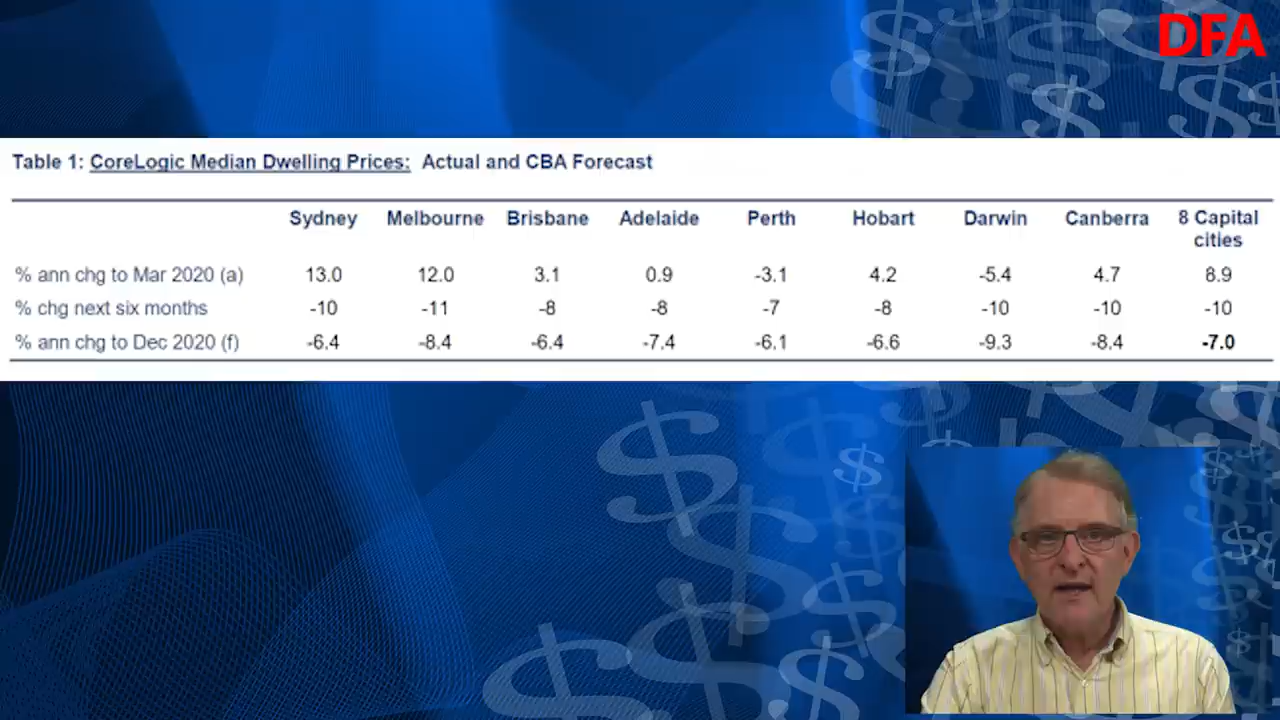 DFA
Table 1: CoreLogic Median Dwelling Prices: Actual and CBA Forecast
Sydney Melbourne Brisbane Adelaide Perth Hobart Darwin Canberra 8 Capital
cities
% ann chg to Mar 2020 (a) 13.0 12.0 3.1 0.9 -3.1 4.2 -5.4 4.7 8.9
% chg next six months -10 -11 -8 -8 -7 -8 -10 -10 -10
% ann chg to Dec 2020 (f) -6.4 -8.4 -6.4 -7.4 -6.1 -6.6 -9.3 -8.4 -7.0